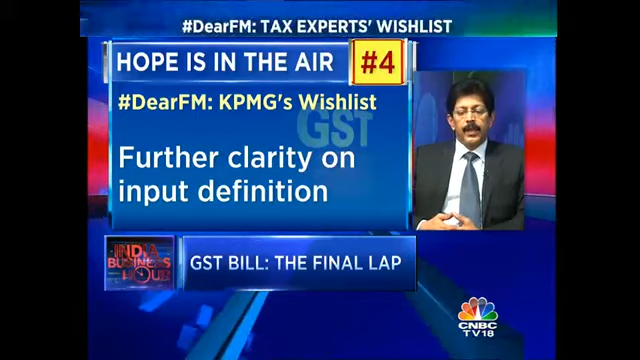 #DearFM: TAX EXPERTS' WISHLIST
HOPE IS IN THE AIR
#4
#DearFM: KPMG's Wishlist
GST
Further clarity on
input definition
INDIA
BUSINESS
HOUR
GST BILL: THE FINAL LAP
CNBC
TV18